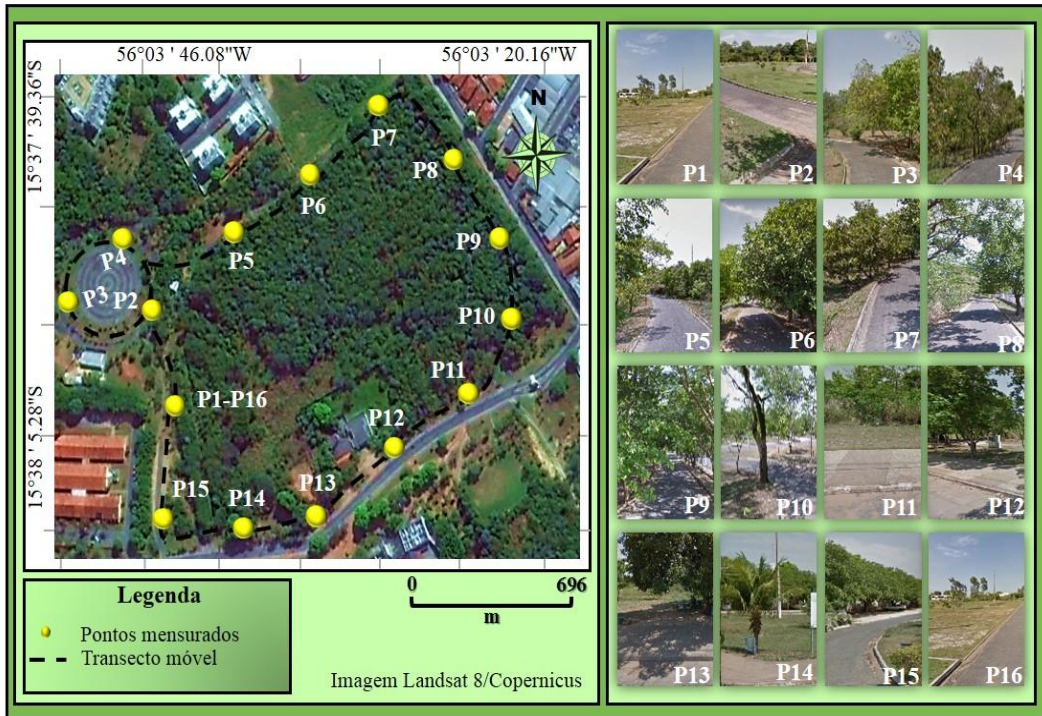 56°03 ' 46.08"W
56°03 ' 20.16"W
15°37 ' 39.36"S
15°38 ' 5.28"S
N
P7
P8
P6
P5
P9
P4
P3
P2
P10
P11
P1-P16
P12
P15
P14
P13
Legenda
Pontos mensurados
Transecto móvel
0
696
m
Imagem Landsat 8/Copernicus
P1
P2
P3
P4
P5
P6
P7
P8
P9
P10
P11
P12
P13
P14
P15
P16